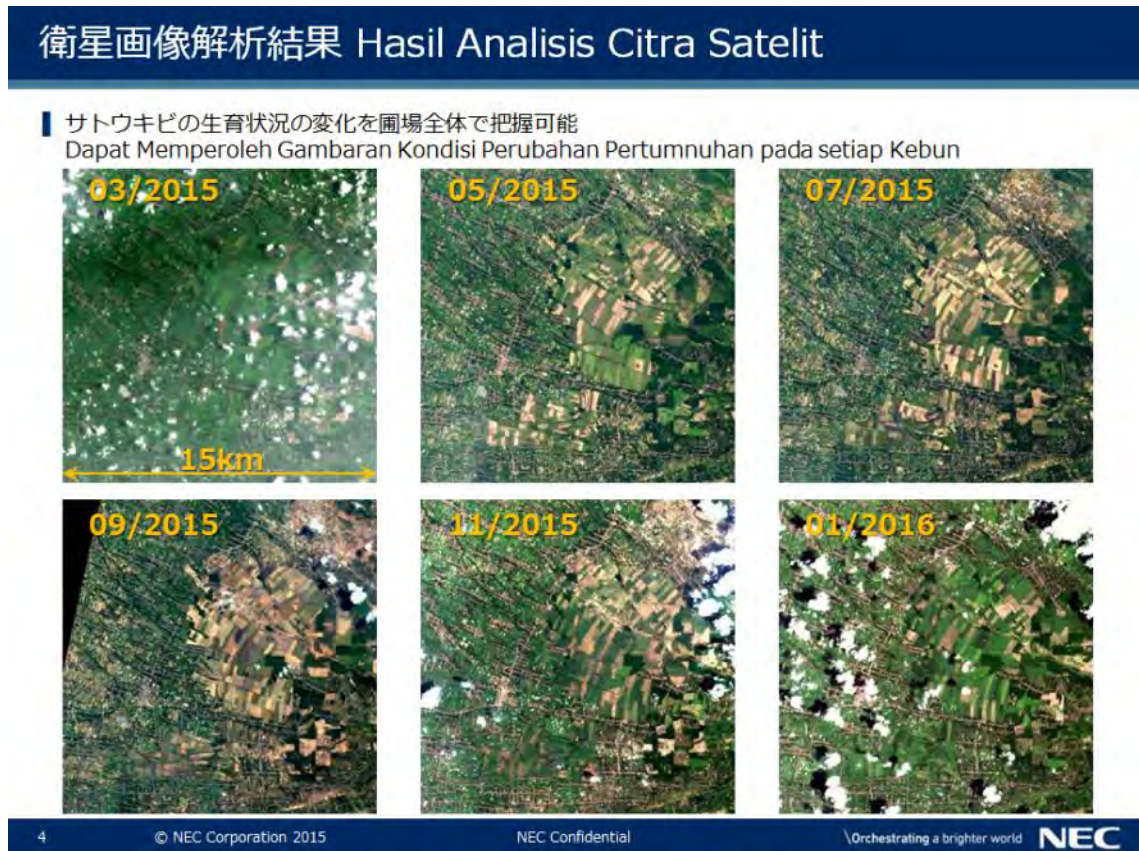 衛星画像解析結果 Hasil Analisis Citra Satelit
サトウキビの生育状況の変化を圃場全体で把握可能
Dapat Memperoleh Gambaran Kondisi Perubahan Pertumnuhan pada setiap Kebun
03/2015
05/2015
07/2015
15km
09/2015
11/2015
01/2016
4 © NEC Corporation 2015 NEC Confidential \Orchestrating a brighter world NEC